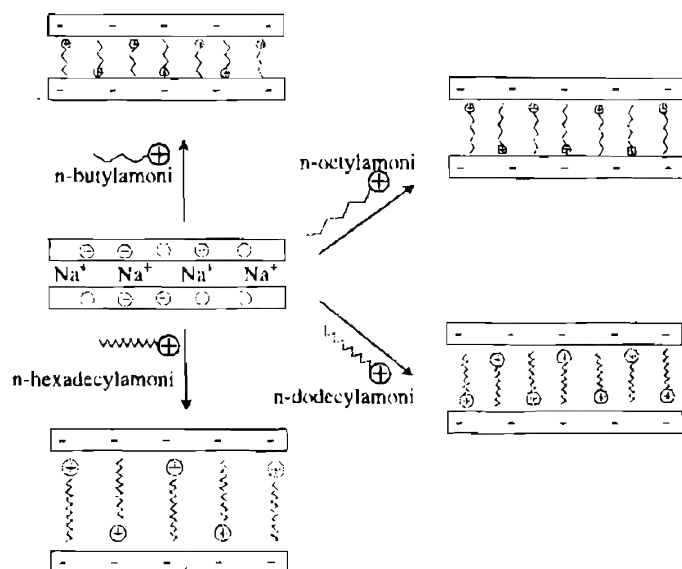 n-butylamoni
n-octylamoni
Na⁺ Na⁺ Na⁺ Na⁺
n-hexadecylamoni
n-dodecylamoni